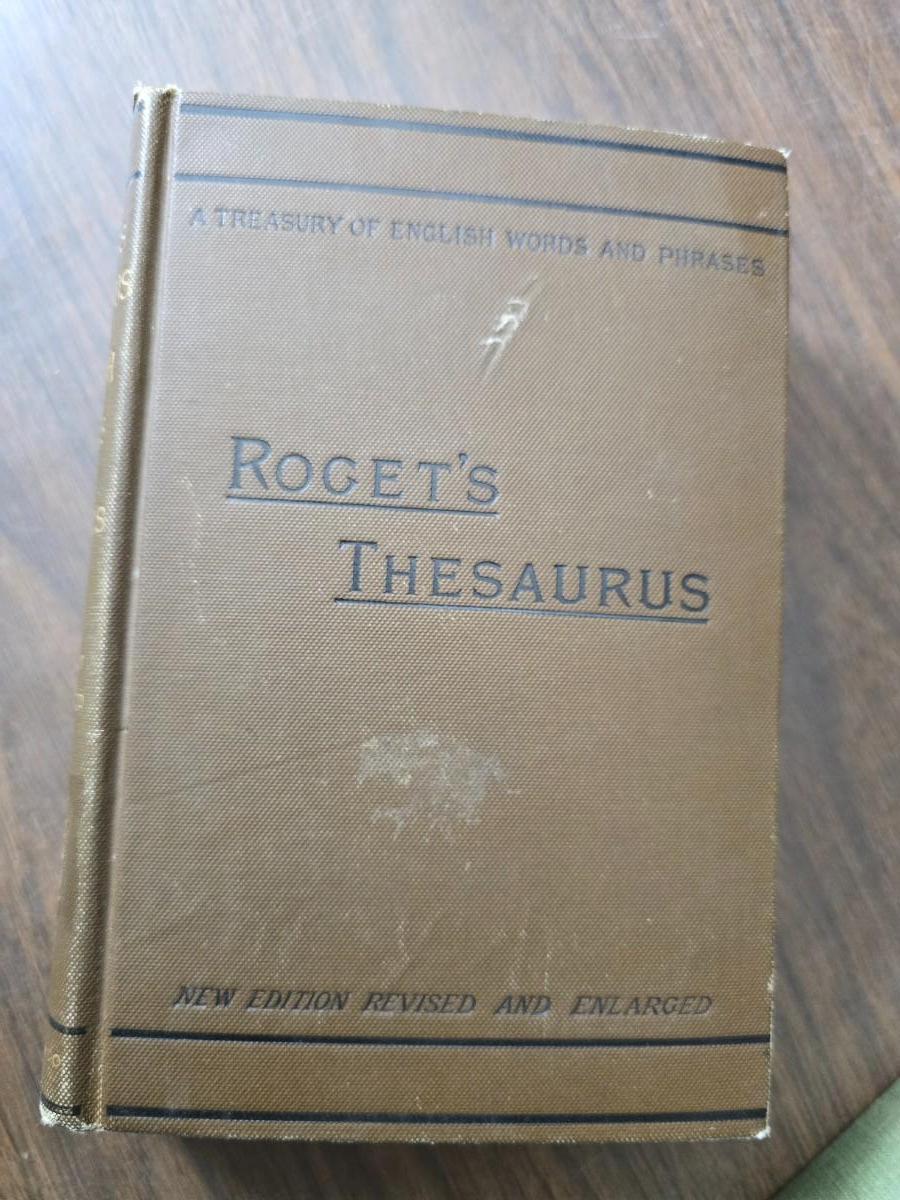 A TREASURY OF ENGLISH WORDS AND PHRASES
ROGET'S
THESAURUS
NEW EDITION REVISED AND ENLARGED